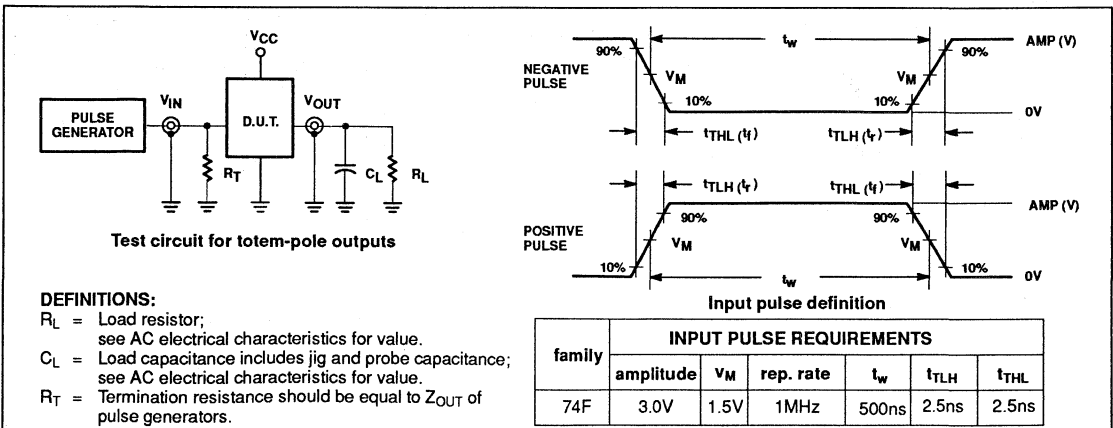 VCC
VIN
VOUT
PULSE
GENERATOR
D.U.T.
RT
CL
RL
Test circuit for totem-pole outputs
DEFINITIONS:
RL = Load resistor;
see AC electrical characteristics for value.
CL = Load capacitance includes jig and probe capacitance;
see AC electrical characteristics for value.
RT = Termination resistance should be equal to ZOUT of
pulse generators.
NEGATIVE
PULSE
90%
tw
90%
AMP (V)
VM
VM
10%
10%
0V
tTHL (tf)
tTLH (tr)
tTLH (tr)
tTHL (tf)
POSITIVE
PULSE
90%
90%
AMP (V)
VM
VM
10%
tw
10%
0V
Input pulse definition
family
INPUT PULSE REQUIREMENTS
amplitude VM rep. rate tw tTLH tTHL
74F 3.0V 1.5V 1MHz 500ns 2.5ns 2.5ns